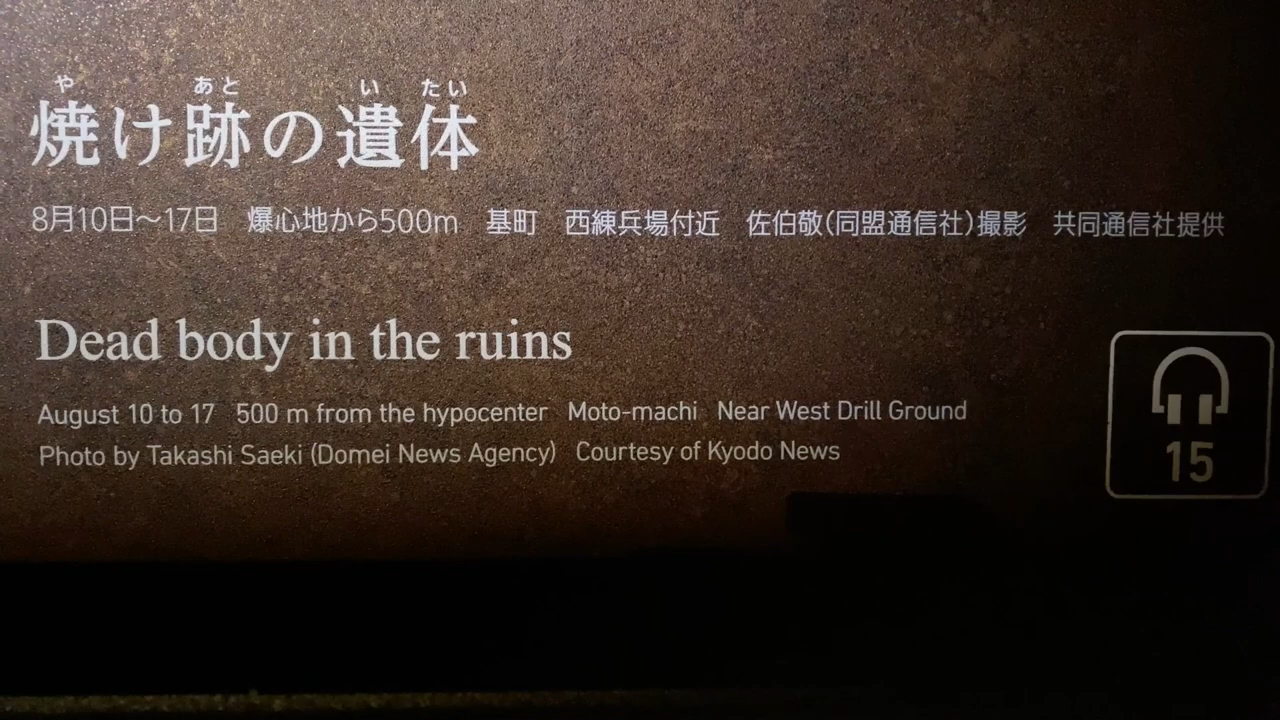 や あと い たい
焼け跡の遺体
8月10日～17日 爆心地から500m 基町 西練兵場付近 佐伯敬(同盟通信社)撮影 共同通信社提供
Dead body in the ruins
August 10 to 17 500 m from the hypocenter Moto-machi Near West Drill Ground
Photo by Takashi Saeki (Domei News Agency) Courtesy of Kyodo News
15